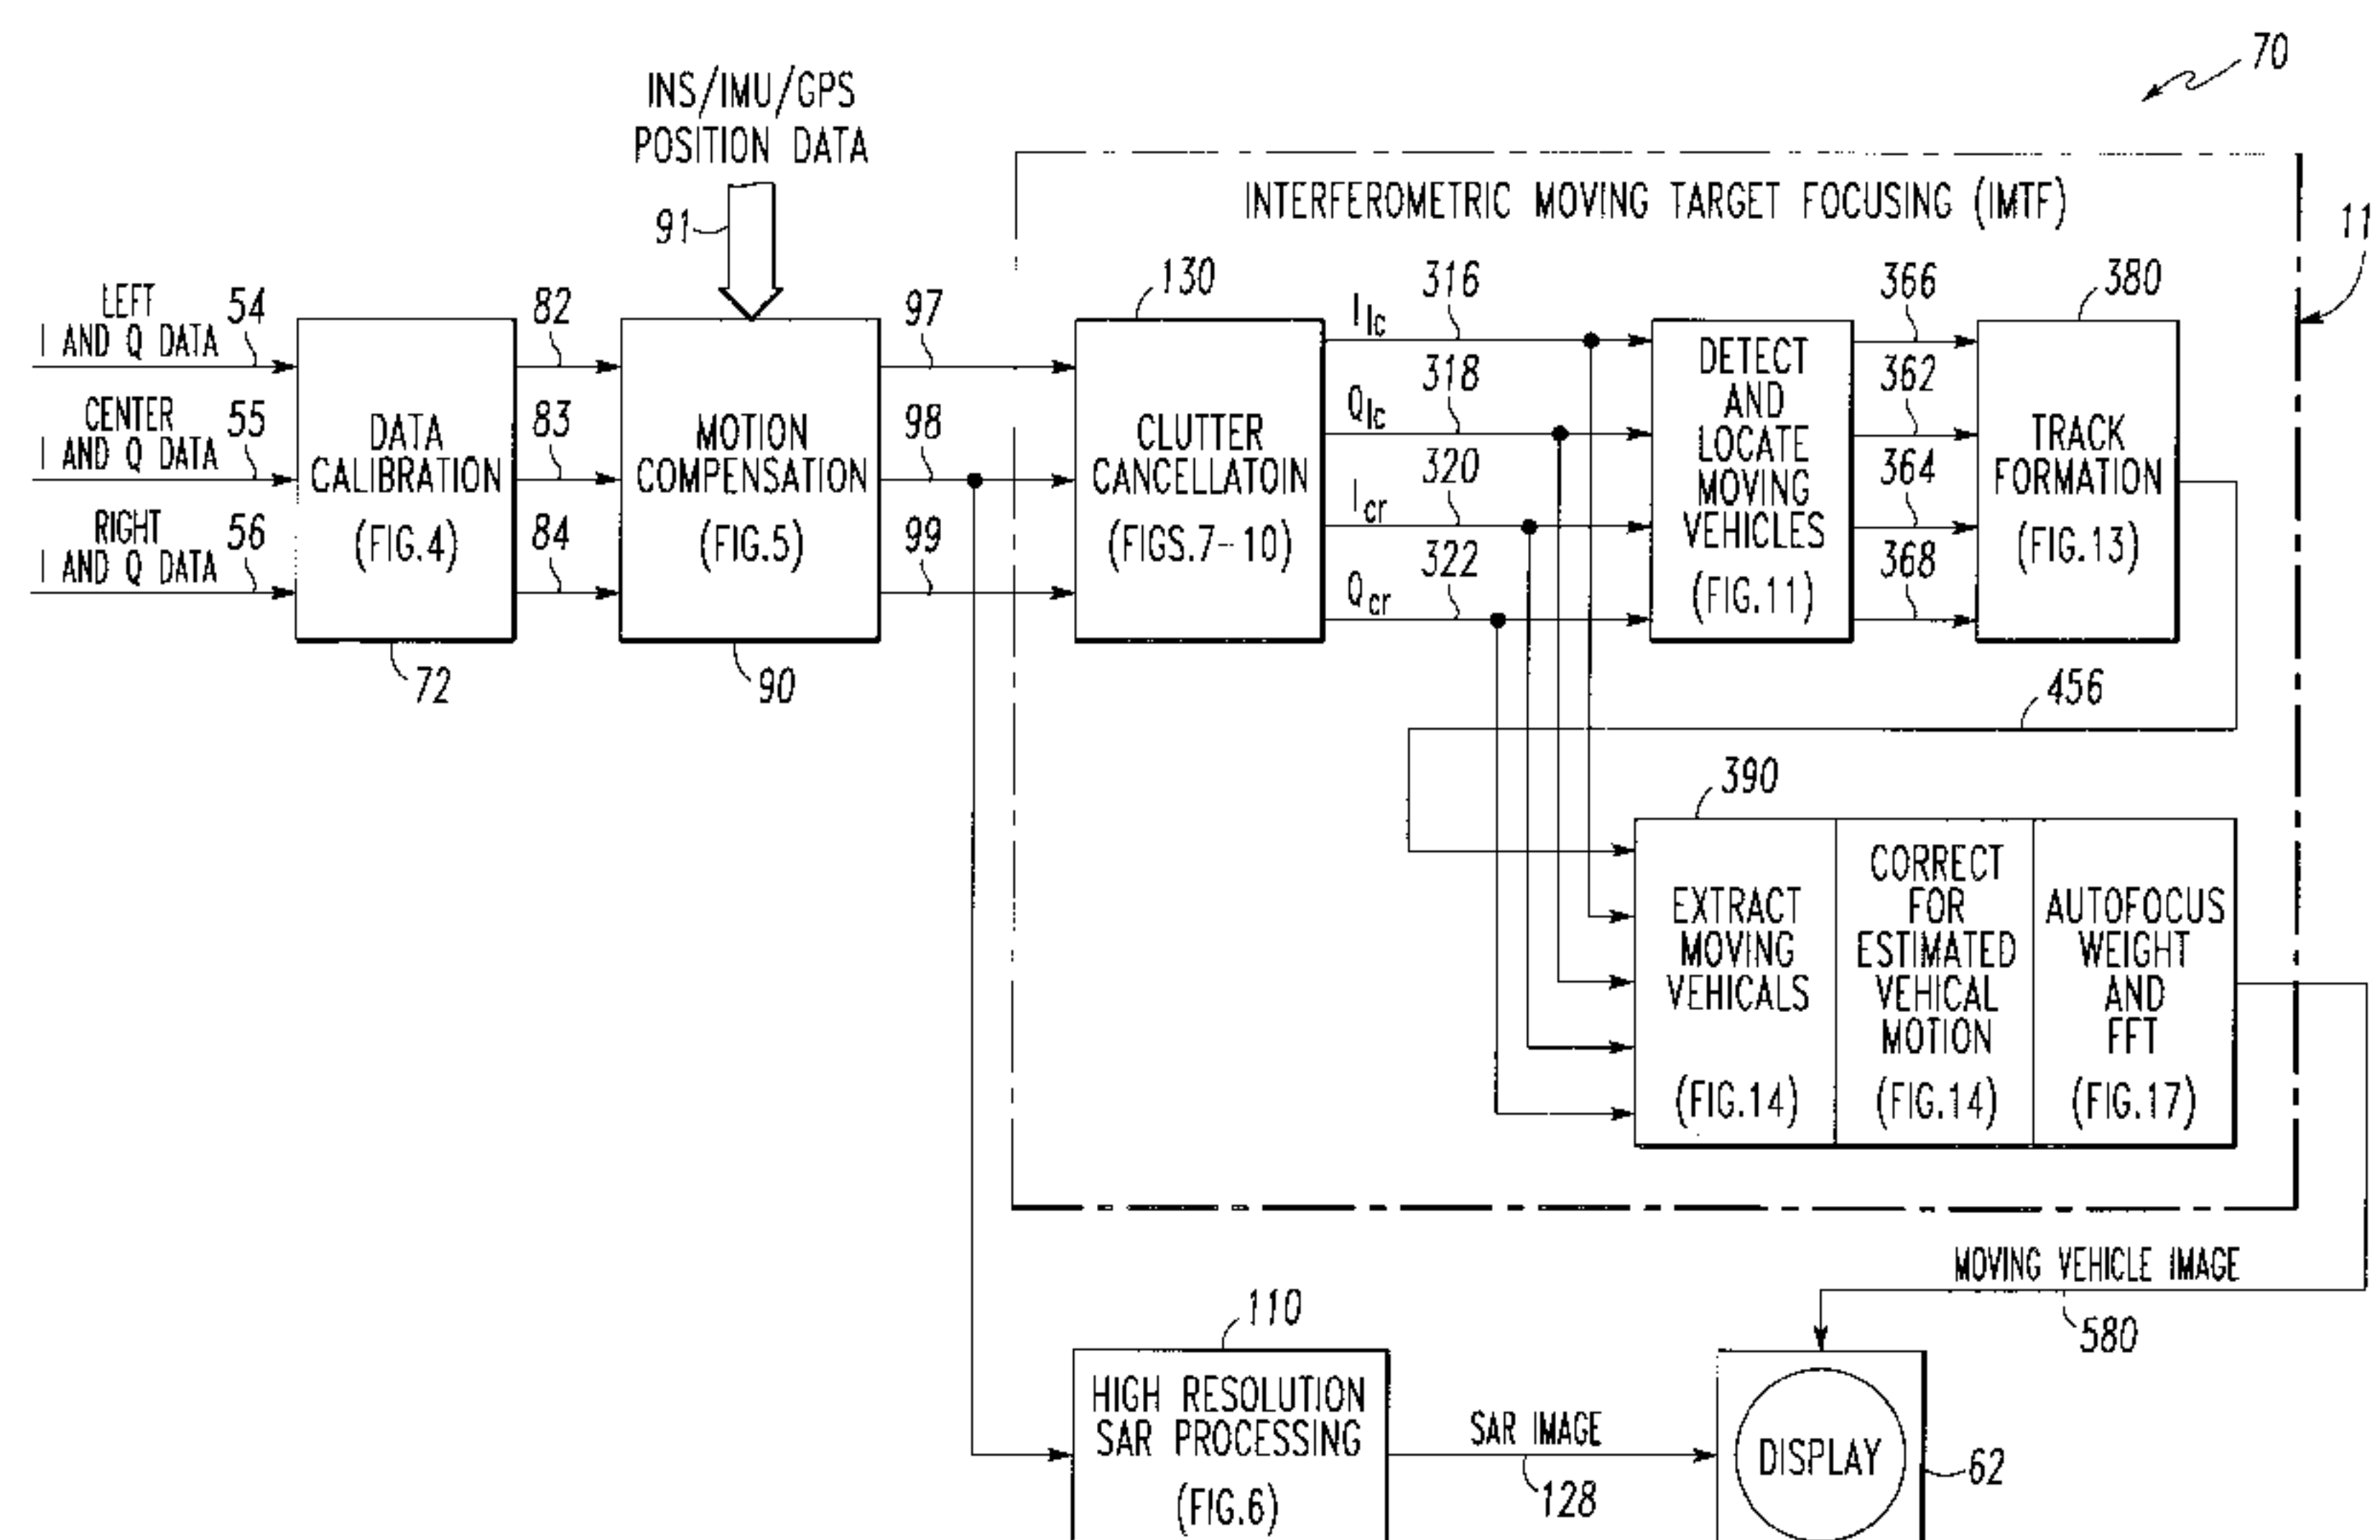 70
INS/IMU/GPS
POSITION DATA
91
INTERFEROMETRIC MOVING TARGET FOCUSING (IMTF)
11
LEFT
I AND Q DATA
54
CENTER
I AND Q DATA
55
RIGHT
I AND Q DATA
56
DATA
CALIBRATION
(FIG.4)
72
82
83
84
MOTION
COMPENSATION
(FIG.5)
90
97
98
99
130
CLUTTER
CANCELLATOIN
(FIGS.7-10)
Ilc
316
Qlc
318
Icr
320
Qcr
322
DETECT
AND
LOCATE
MOVING
VEHICLES
(FIG.11)
366
362
364
368
380
TRACK
FORMATION
(FIG.13)
456
390
EXTRACT
MOVING
VEHICALS
(FIG.14)
CORRECT
FOR
ESTIMATED
VEHICAL
MOTION
(FIG.14)
AUTOFOCUS
WEIGHT
AND
FFT
(FIG.17)
MOVING VEHICLE IMAGE
580
110
HIGH RESOLUTION
SAR PROCESSING
(FIG.6)
SAR IMAGE
128
DISPLAY
62